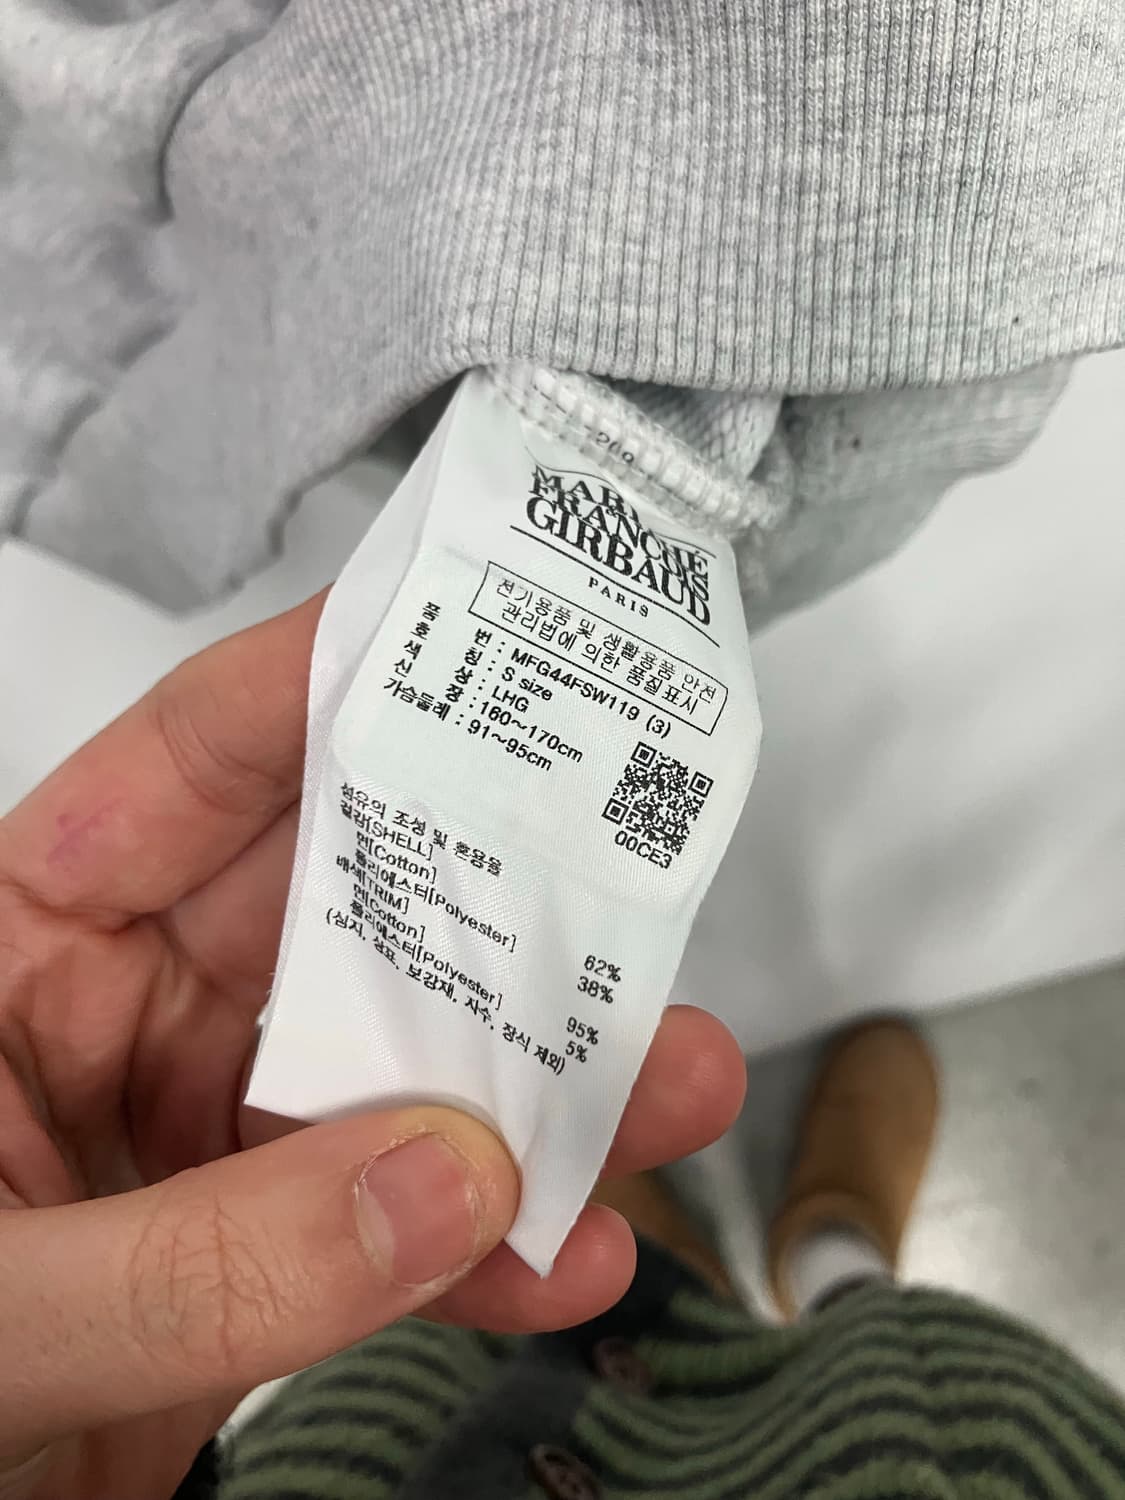 MARITHÉ
FRANCOIS
GIRBAUD
PARIS
전기용품 및 생활용품 안전
관리법에 의한 품질표시
품 번 : MFG44FSW119 (3)
호 칭 : S size
색 상 : LHG
신 장 : 160~170cm
가슴둘레 : 91~95cm
00CE3
섬유의 조성 및 혼용율
겉감[SHELL]
면[Cotton] 62%
폴리에스터[Polyester] 38%
배색[TRIM]
면[Cotton] 95%
폴리에스터[Polyester] 5%
(심지, 상표, 보강재, 자수, 장식 제외)